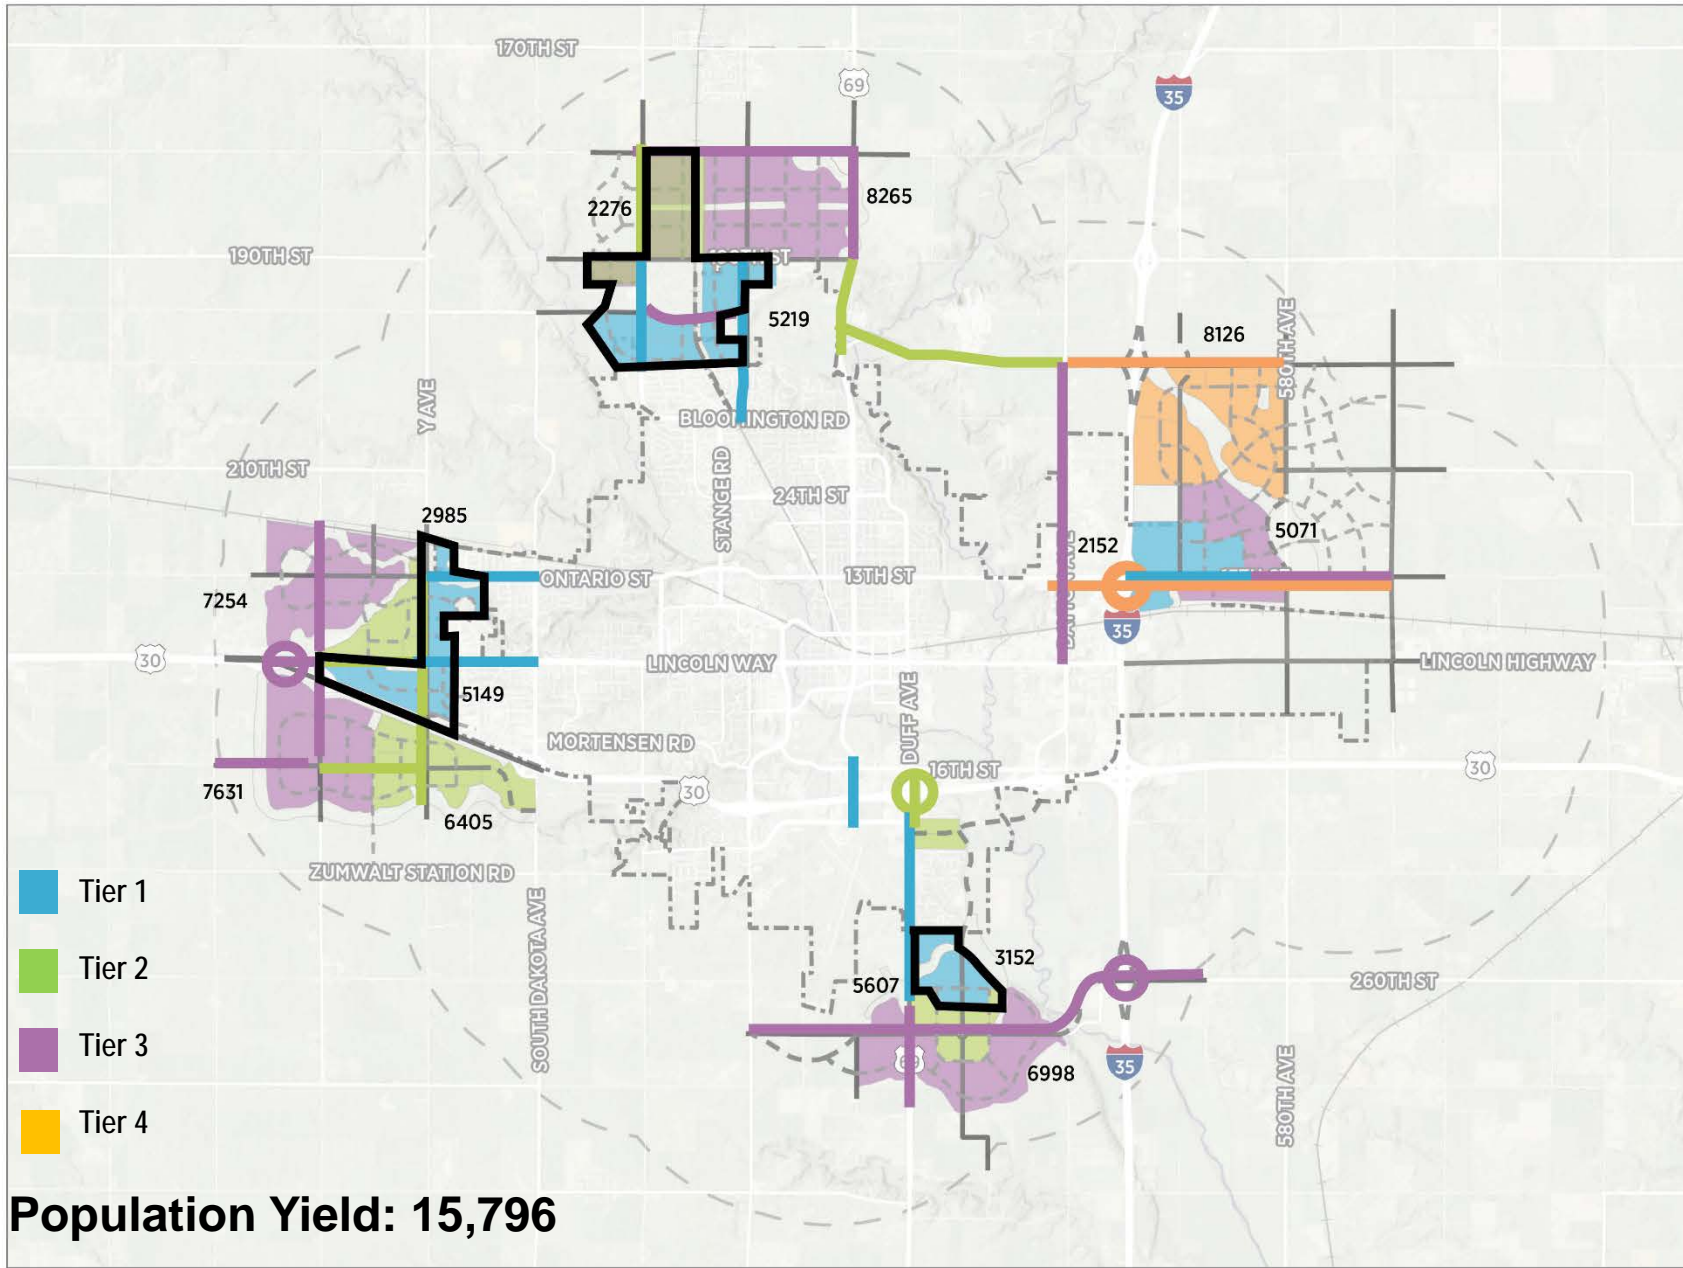 170TH ST
69
35
2276
8265
190TH ST
190TH ST
5219
580TH AVE
8126
Y AVE
BLOOMINGTON RD
210TH ST
STANGE RD
24TH ST
2985
2152
5071
ONTARIO ST
13TH ST
7254
35
30
LINCOLN WAY
LINCOLN HIGHWAY
5149
DUFF AVE
MORTENSEN RD
16TH ST
30
30
7631
6405
ZUMWALT STATION RD
Tier 1
SOUTH DAKOTA AVE
Tier 2
3152
5607
260TH ST
Tier 3
69
6998
35
580TH AVE
Tier 4
Population Yield: 15,796